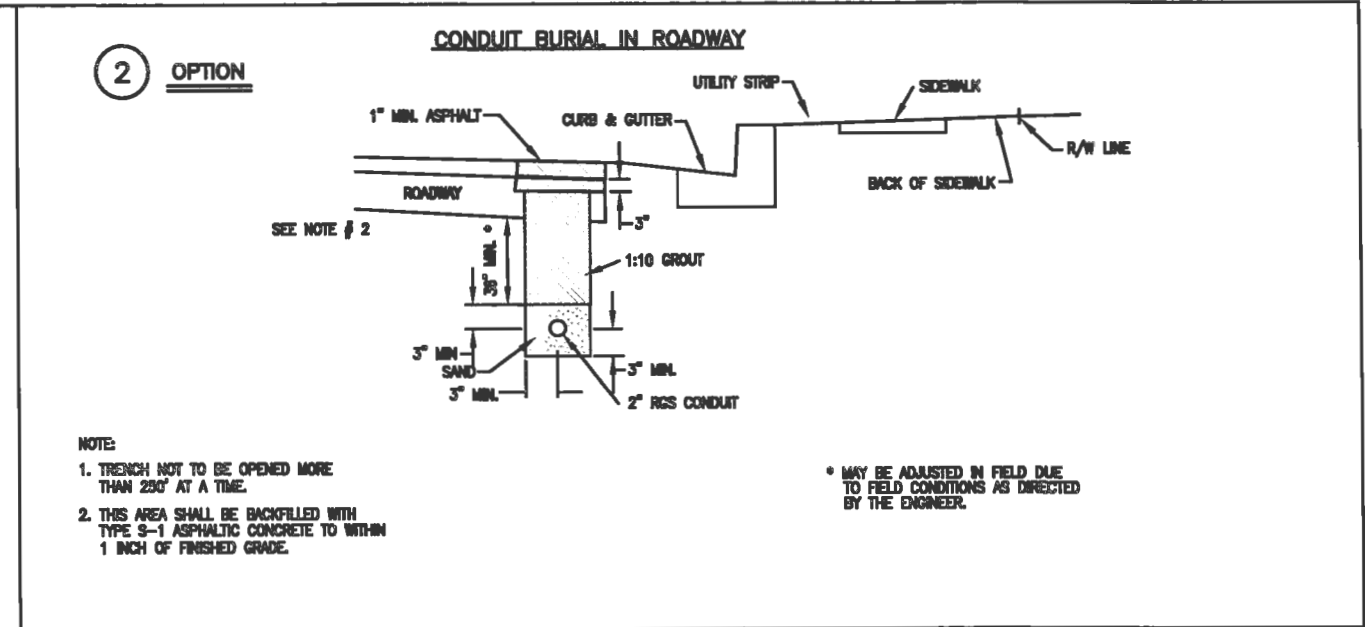 CONDUIT BURIAL IN ROADWAY
2 OPTION
UTILITY STRIP
SIDEWALK
1" MIN. ASPHALT
CURB & GUTTER
R/W LINE
BACK OF SIDEWALK
ROADWAY
3"
SEE NOTE # 2
36" MIN. *
1:10 GROUT
3" MIN
SAND
3" MIN.
3" MIN.
2" RGS CONDUIT
NOTE:
1. TRENCH NOT TO BE OPENED MORE
THAN 250' AT A TIME.
2. THIS AREA SHALL BE BACKFILLED WITH
TYPE S-1 ASPHALTIC CONCRETE TO WITHIN
1 INCH OF FINISHED GRADE.
* MAY BE ADJUSTED IN FIELD DUE
TO FIELD CONDITIONS AS DIRECTED
BY THE ENGINEER.